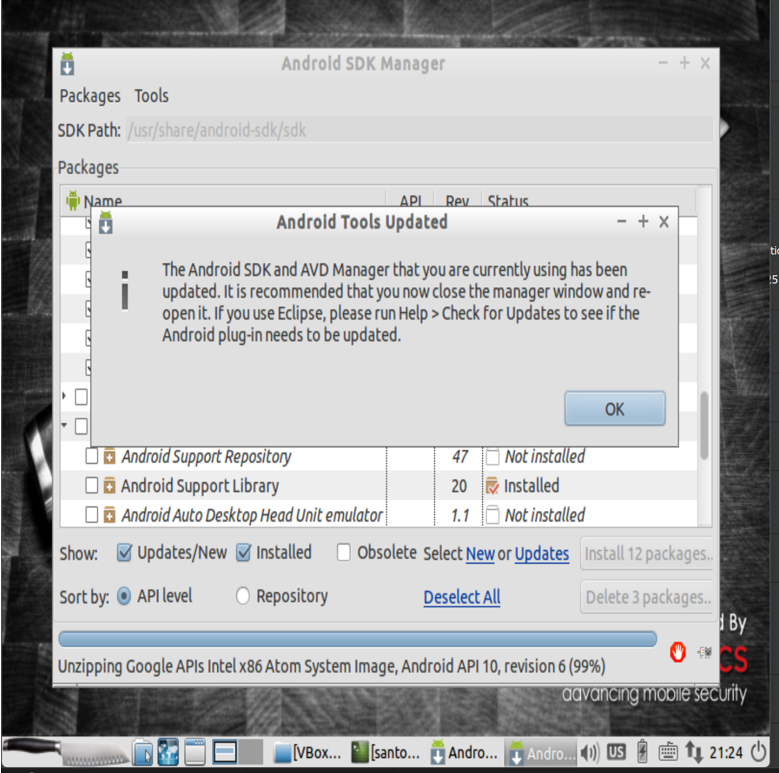 Android SDK Manager
Packages Tools
SDK Path: /usr/share/android-sdk/sdk
Packages
Name API Rev Status
Android Tools Updated
The Android SDK and AVD Manager that you are currently using has been
updated. It is recommended that you now close the manager window and re-
open it. If you use Eclipse, please run Help > Check for Updates to see if the
Android plug-in needs to be updated.
OK
Android Support Repository 47 Not installed
Android Support Library 20 Installed
Android Auto Desktop Head Unit emulator 1.1 Not installed
Show: Updates/New Installed Obsolete Select New or Updates Install 12 packages..
Sort by: API level Repository Deselect All Delete 3 packages..
By
CS
Unzipping Google APIs Intel x86 Atom System Image, Android API 10, revision 6 (99%)
advancing mobile security
[VBox... [santo... Andro... Andro... US 21:24